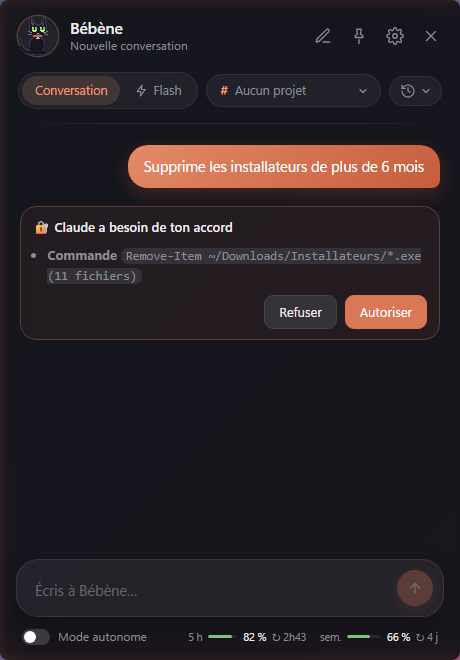 Bébène
Nouvelle conversation
Conversation
Flash
# Aucun projet
Supprime les installateurs de plus de 6 mois
Claude a besoin de ton accord
Commande Remove-Item ~/Downloads/Installateurs/*.exe
(11 fichiers)
Refuser
Autoriser
Écris à Bébène…
Mode autonome 5 h 82 % ↻ 2h43 sem. 66 % ↻ 4 j